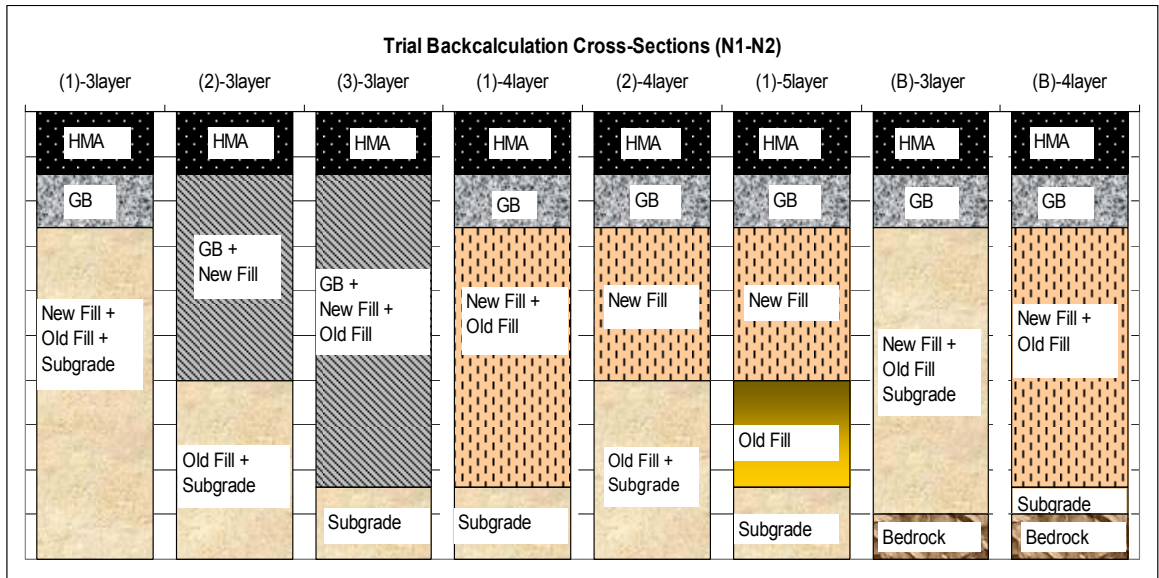 Trial Backcalculation Cross-Sections (N1-N2)
(1)-3layer
(2)-3layer
(3)-3layer
(1)-4layer
(2)-4layer
(1)-5layer
(B)-3layer
(B)-4layer
HMA
GB
New Fill +
Old Fill +
Subgrade
HMA
GB +
New Fill
Old Fill +
Subgrade
HMA
GB +
New Fill +
Old Fill
Subgrade
HMA
GB
New Fill +
Old Fill
Subgrade
HMA
GB
New Fill
Old Fill +
Subgrade
HMA
GB
New Fill
Old Fill
Subgrade
HMA
GB
New Fill +
Old Fill
Subgrade
Bedrock
HMA
GB
New Fill +
Old Fill
Subgrade
Bedrock